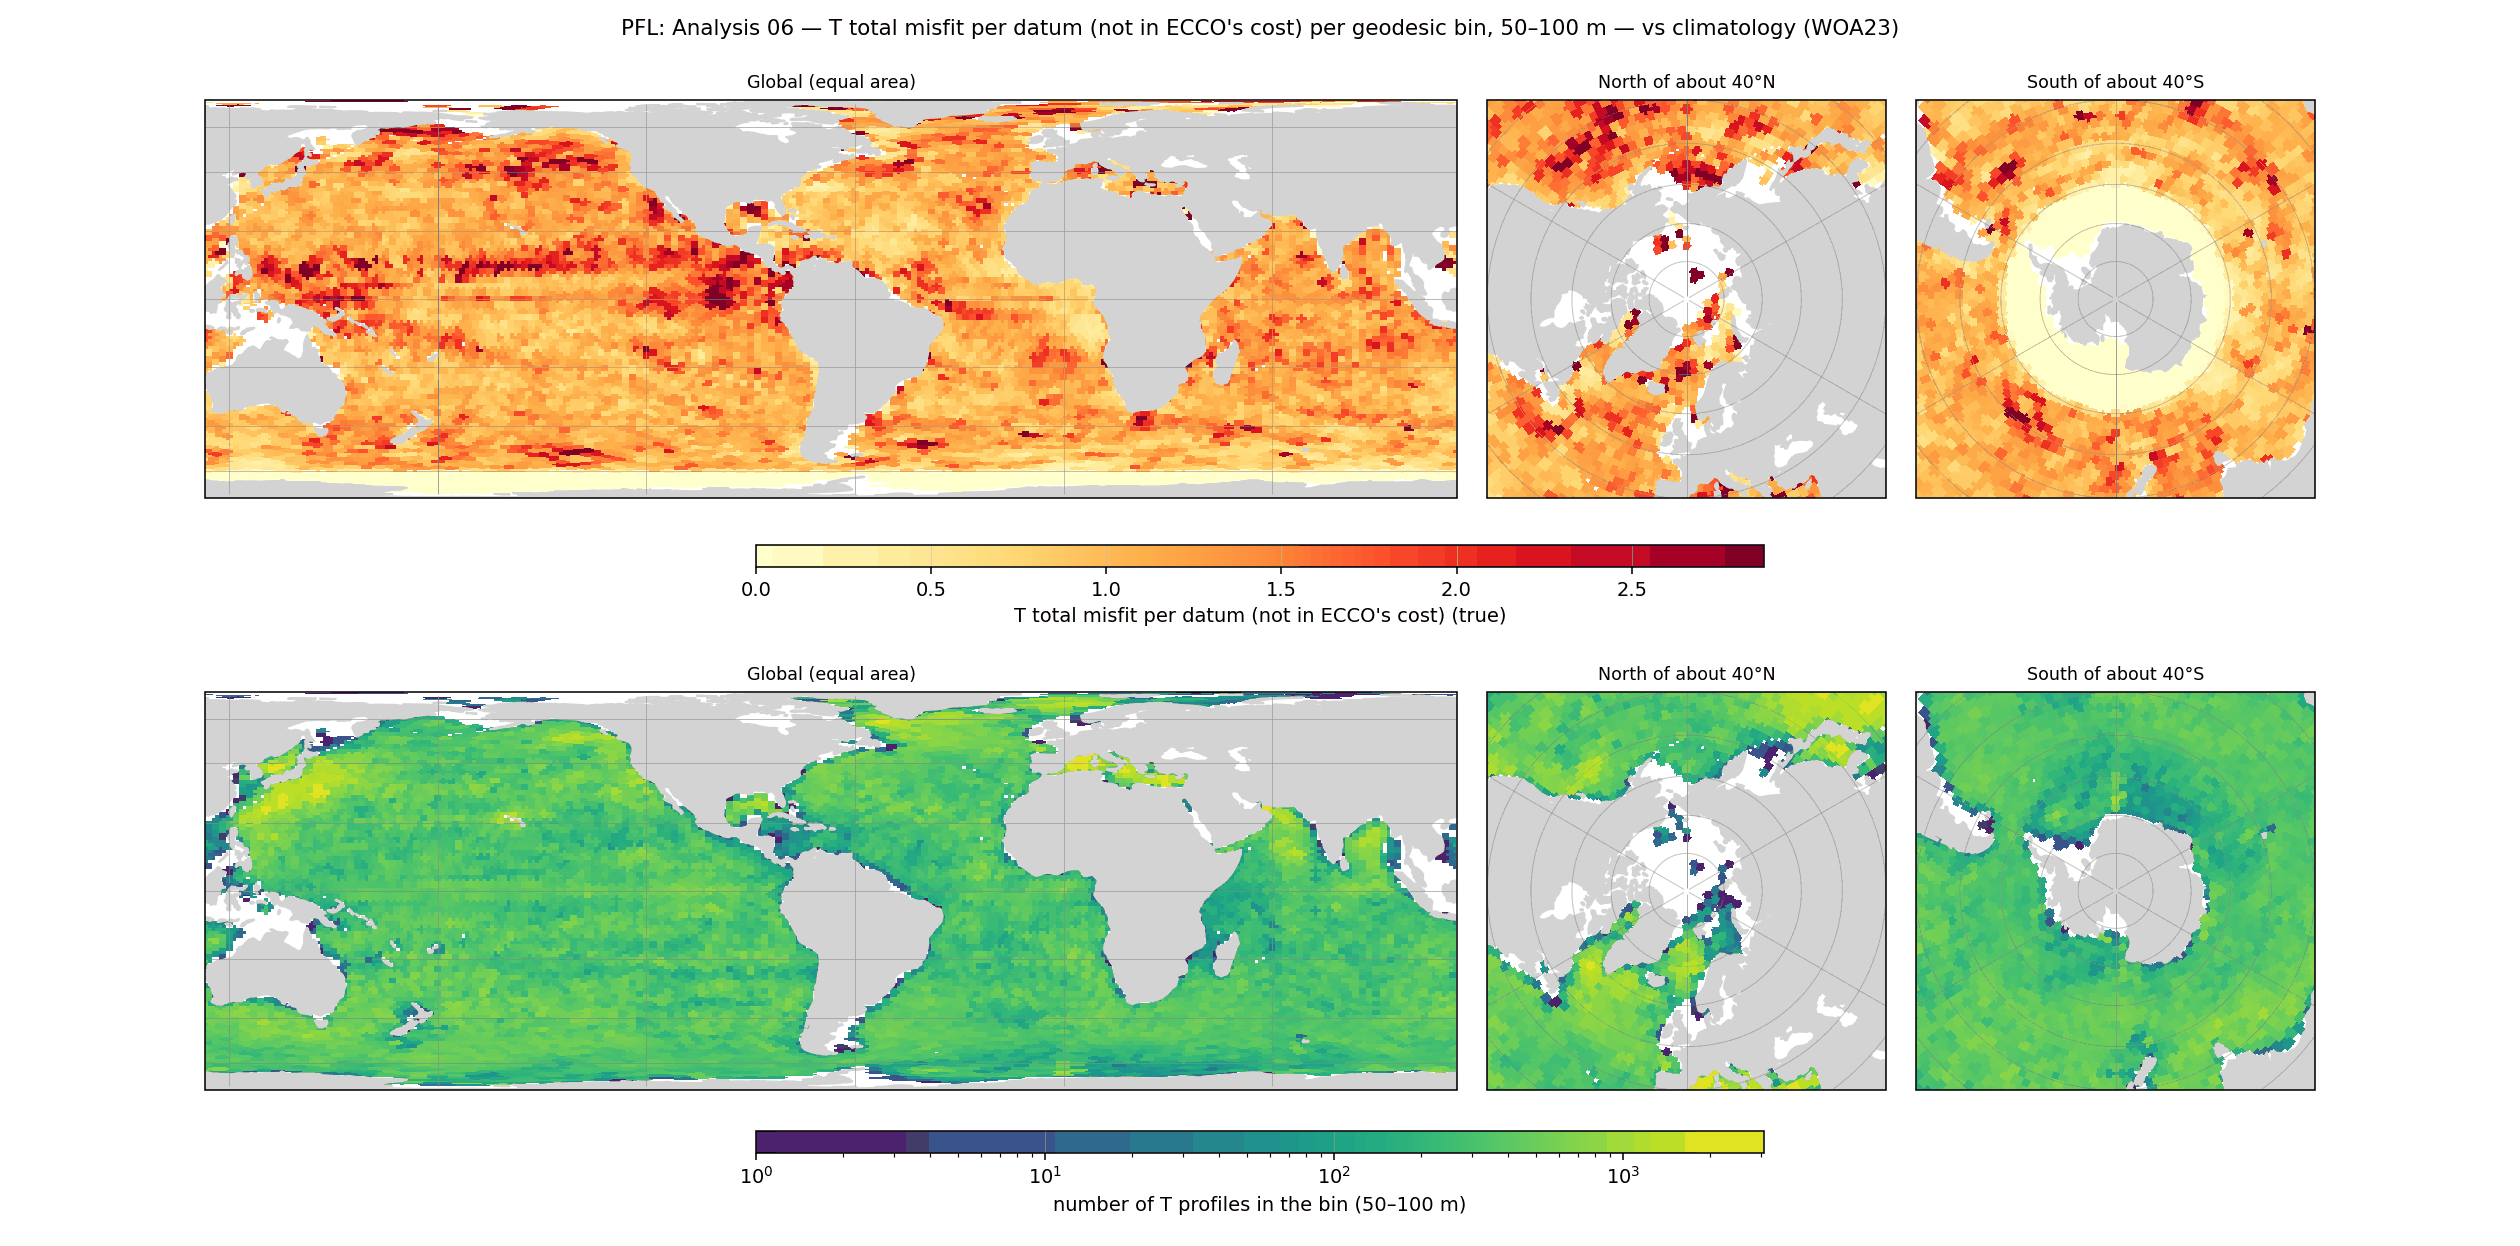 PFL: Analysis 06 — T total misfit per datum (not in ECCO's cost) per geodesic bin, 50–100 m — vs climatology (WOA23)
Global (equal area)
North of about 40°N
South of about 40°S
0.0 0.5 1.0 1.5 2.0 2.5
T total misfit per datum (not in ECCO's cost) (true)
Global (equal area)
North of about 40°N
South of about 40°S
10⁰ 10¹ 10² 10³
number of T profiles in the bin (50–100 m)